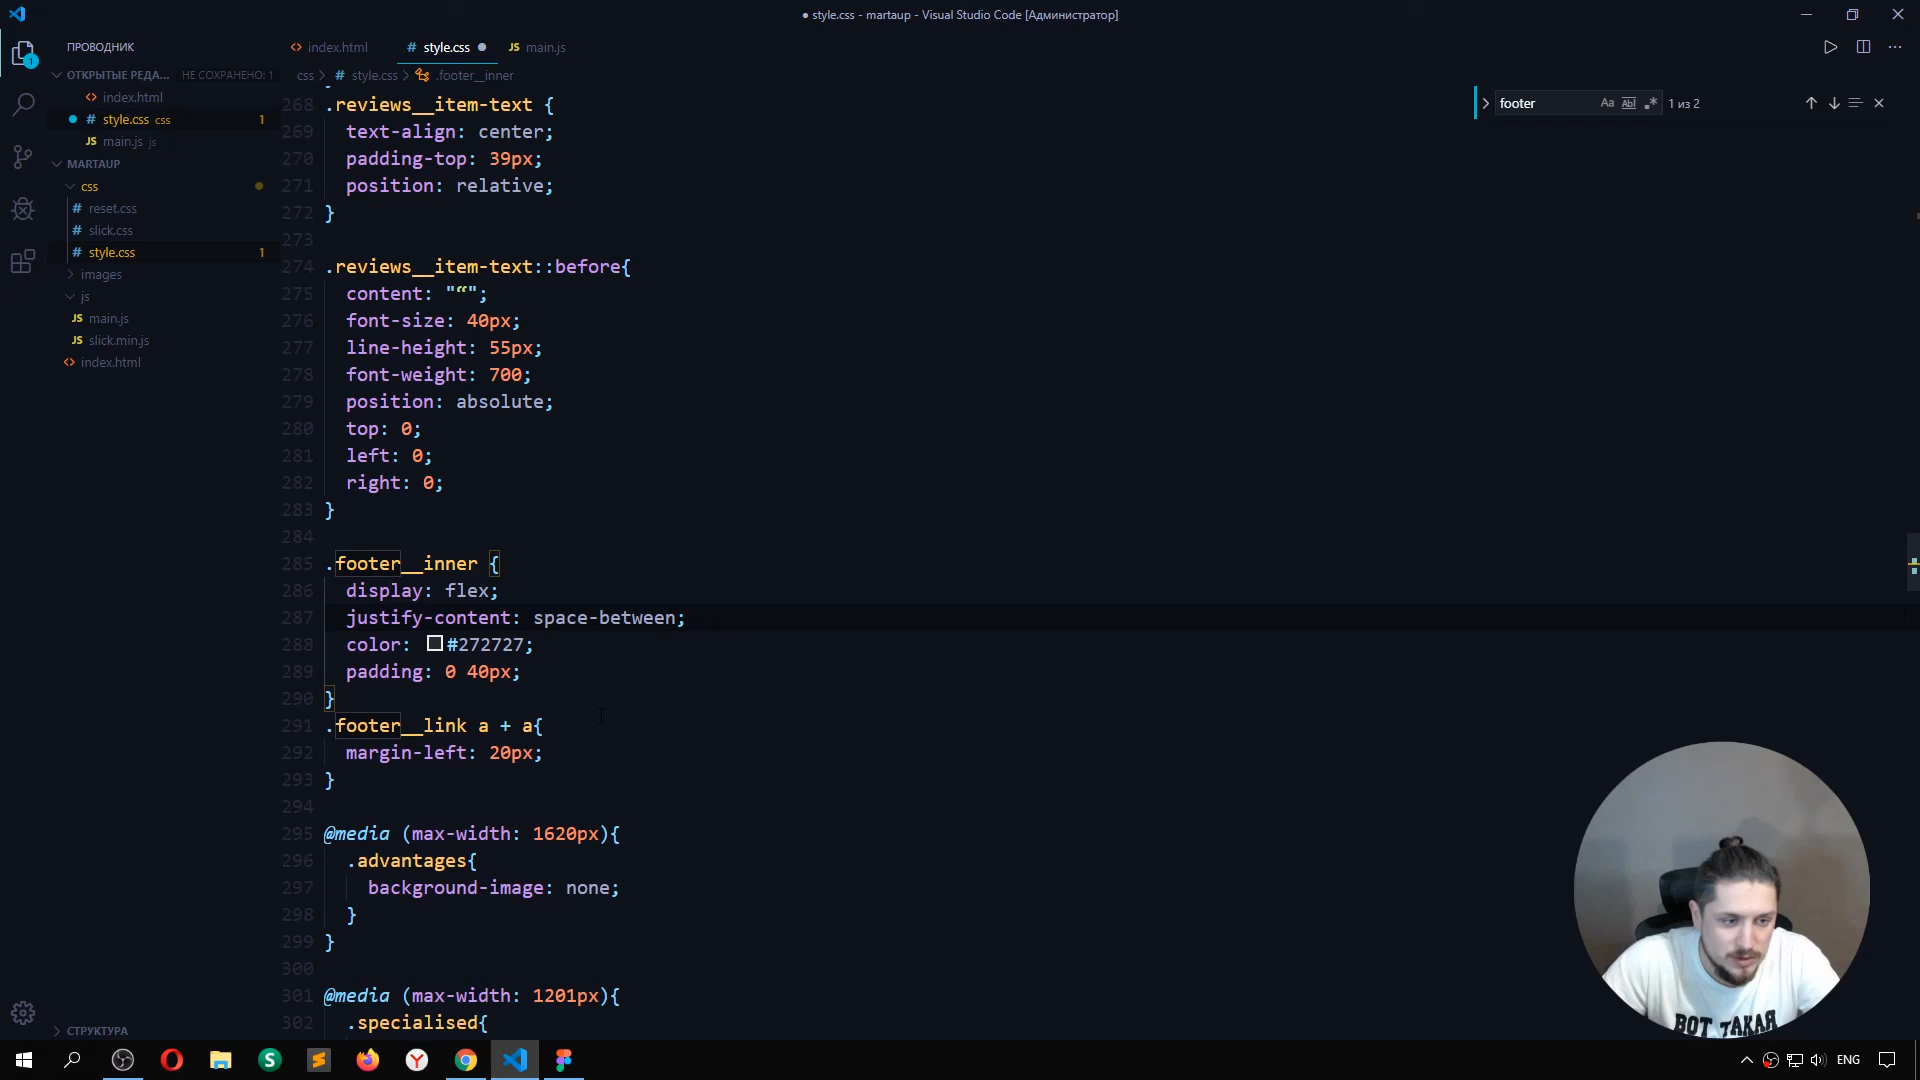 ● style.css - martaup - Visual Studio Code [Администратор]
ПРОВОДНИК
ОТКРЫТЫЕ РЕДА... НЕ СОХРАНЕНО: 1
index.html
style.css css 1
main.js js
MARTAUP
css
reset.css
slick.css
style.css 1
images
js
main.js
slick.min.js
index.html
СТРУКТУРА
index.html style.css main.js
css > style.css > .footer__inner
footer 1 из 2
268 .reviews__item-text {
269 text-align: center;
270 padding-top: 39px;
271 position: relative;
272 }
273
274 .reviews__item-text::before{
275 content: "“";
276 font-size: 40px;
277 line-height: 55px;
278 font-weight: 700;
279 position: absolute;
280 top: 0;
281 left: 0;
282 right: 0;
283 }
284
285 .footer__inner {
286 display: flex;
287 justify-content: space-between;
288 color: #272727;
289 padding: 0 40px;
290 }
291 .footer__link a + a{
292 margin-left: 20px;
293 }
294
295 @media (max-width: 1620px){
296 .advantages{
297 background-image: none;
298 }
299 }
300
301 @media (max-width: 1201px){
302 .specialised{
ВОТ ТАКАЯ
ENG